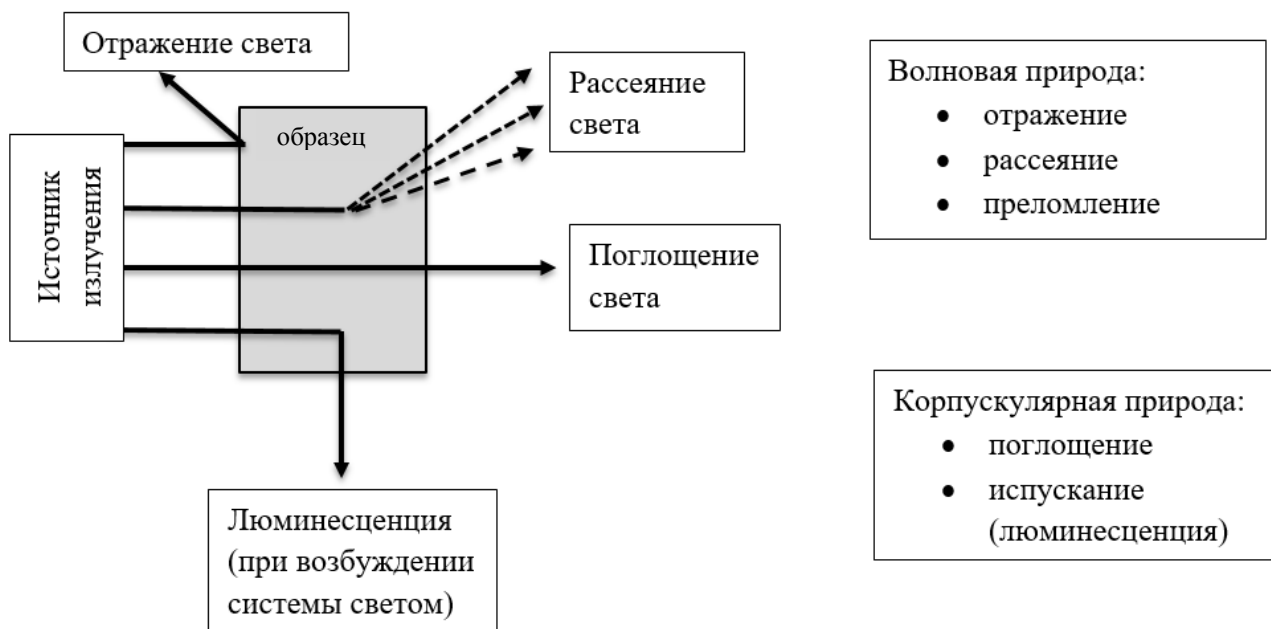 Отражение света
образец
Источник
излучения
Рассеяние
света
Поглощение
света
Люминесценция
(при возбуждении
системы светом)
Волновая природа:
• отражение
• рассеяние
• преломление
Корпускулярная природа:
• поглощение
• испускание
(люминесценция)